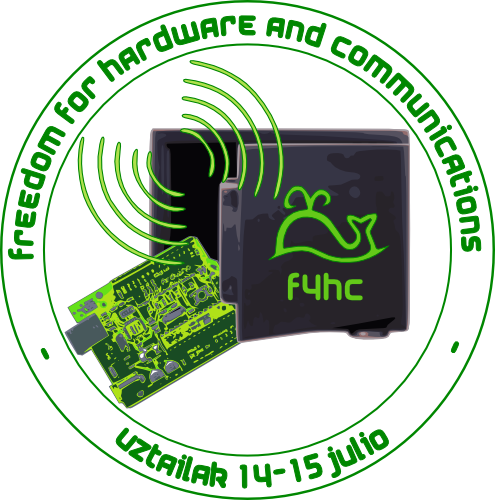 freedom for hardware and communications
f4hc
- uztailak 14-15 julio -